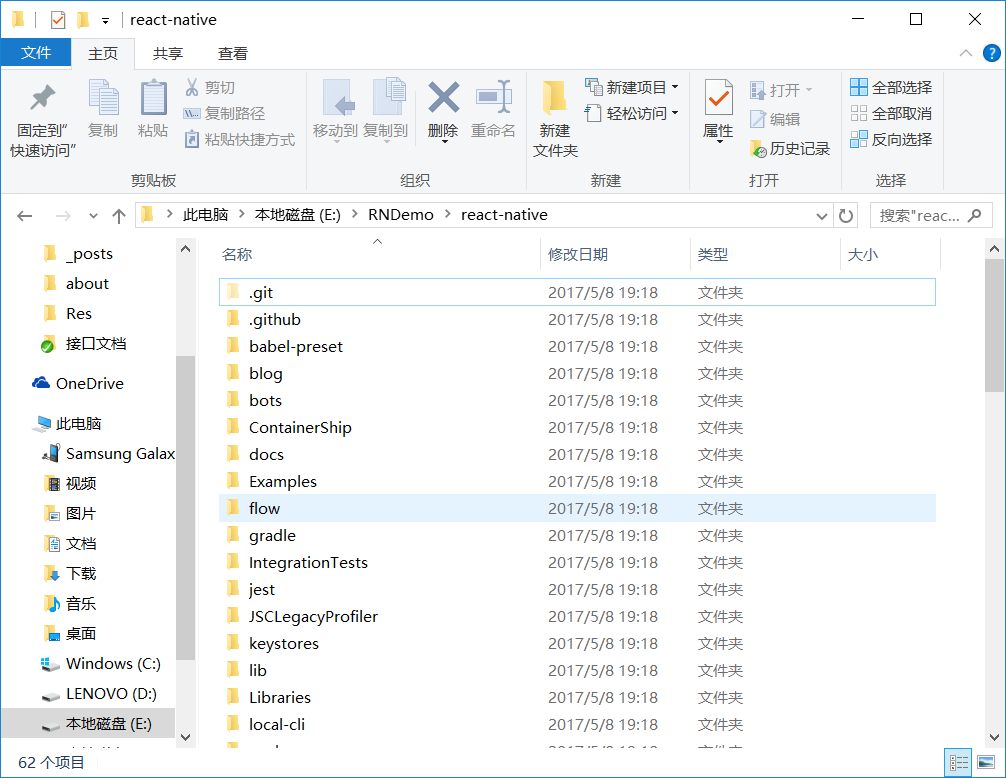 react-native
文件 主页 共享 查看
固定到"
快速访问"
复制
粘贴
剪切
复制路径
粘贴快捷方式
剪贴板
移动到
复制到
删除
重命名
组织
新建
文件夹
新建项目
轻松访问
新建
属性
打开
编辑
历史记录
打开
全部选择
全部取消
反向选择
选择
此电脑 > 本地磁盘 (E:) > RNDemo > react-native
搜索"reac...
_posts
about
Res
接口文档
OneDrive
此电脑
Samsung Galax
视频
图片
文档
下载
音乐
桌面
Windows (C:)
LENOVO (D:)
本地磁盘 (E:)
名称 修改日期 类型 大小
.git 2017/5/8 19:18 文件夹
.github 2017/5/8 19:18 文件夹
babel-preset 2017/5/8 19:18 文件夹
blog 2017/5/8 19:18 文件夹
bots 2017/5/8 19:18 文件夹
ContainerShip 2017/5/8 19:18 文件夹
docs 2017/5/8 19:18 文件夹
Examples 2017/5/8 19:18 文件夹
flow 2017/5/8 19:18 文件夹
gradle 2017/5/8 19:18 文件夹
IntegrationTests 2017/5/8 19:18 文件夹
jest 2017/5/8 19:18 文件夹
JSCLegacyProfiler 2017/5/8 19:18 文件夹
keystores 2017/5/8 19:18 文件夹
lib 2017/5/8 19:18 文件夹
Libraries 2017/5/8 19:18 文件夹
local-cli 2017/5/8 19:18 文件夹
62 个项目